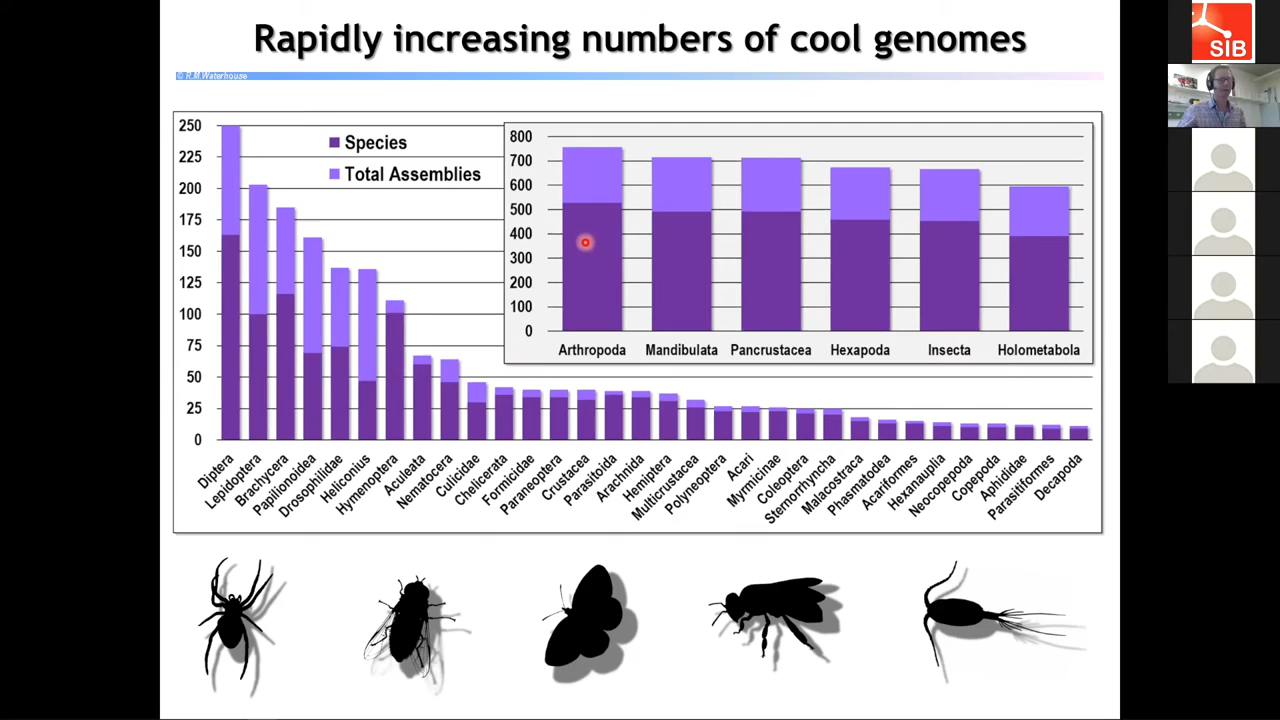 Rapidly increasing numbers of cool genomes
© R.M.Waterhouse
SIB
250
225
200
175
150
125
100
75
50
25
0
Species
Total Assemblies
800
700
600
500
400
300
200
100
0
Arthropoda Mandibulata Pancrustacea Hexapoda Insecta Holometabola
Diptera
Lepidoptera
Brachycera
Papilionoidea
Drosophilidae
Heliconius
Hymenoptera
Aculeata
Nematocera
Culicidae
Chelicerata
Formicidae
Paraneoptera
Crustacea
Parasitoida
Arachnida
Hemiptera
Multicrustacea
Polyneoptera
Acari
Myrmicinae
Coleoptera
Sternorrhyncha
Malacostraca
Phasmatodea
Acariformes
Hexanauplia
Neocopepoda
Copepoda
Aphididae
Parasitiformes
Decapoda